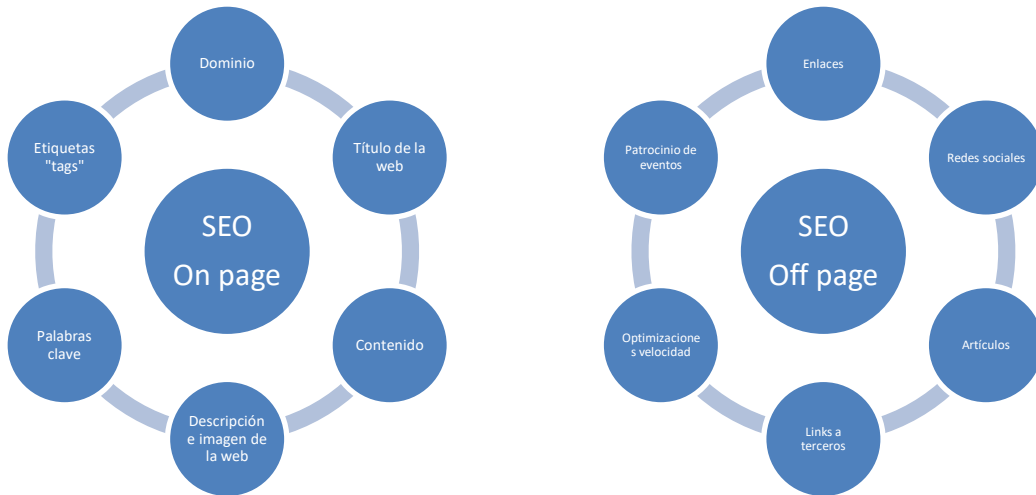 Dominio
Título de la
web
Contenido
Descripción
e imagen de
la web
Palabras
clave
Etiquetas
"tags"
SEO
On page
Enlaces
Redes sociales
Artículos
Links a
terceros
Optimizacione
s velocidad
Patrocinio de
eventos
SEO
Off page